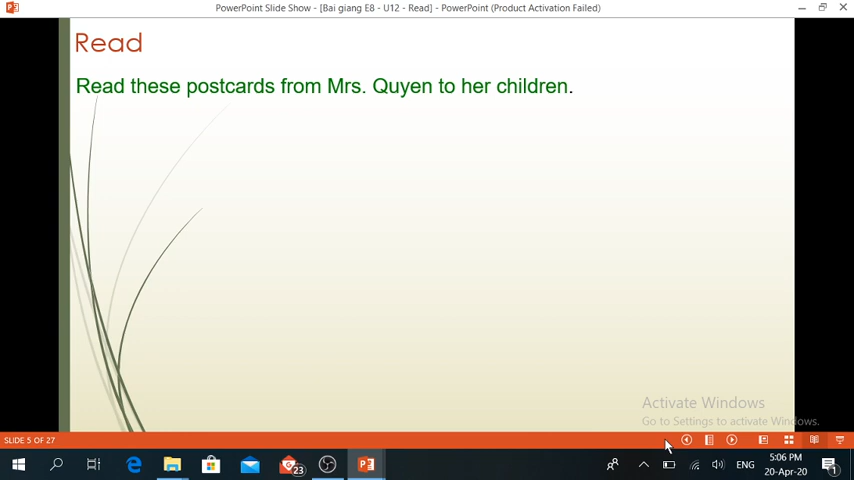 PowerPoint Slide Show - [Bai giang E8 - U12 - Read] - PowerPoint (Product Activation Failed)
Read
Read these postcards from Mrs. Quyen to her children.
Activate Windows
Go to Settings to activate Windows.
SLIDE 5 OF 27
23
ENG
5:06 PM
20-Apr-20
1